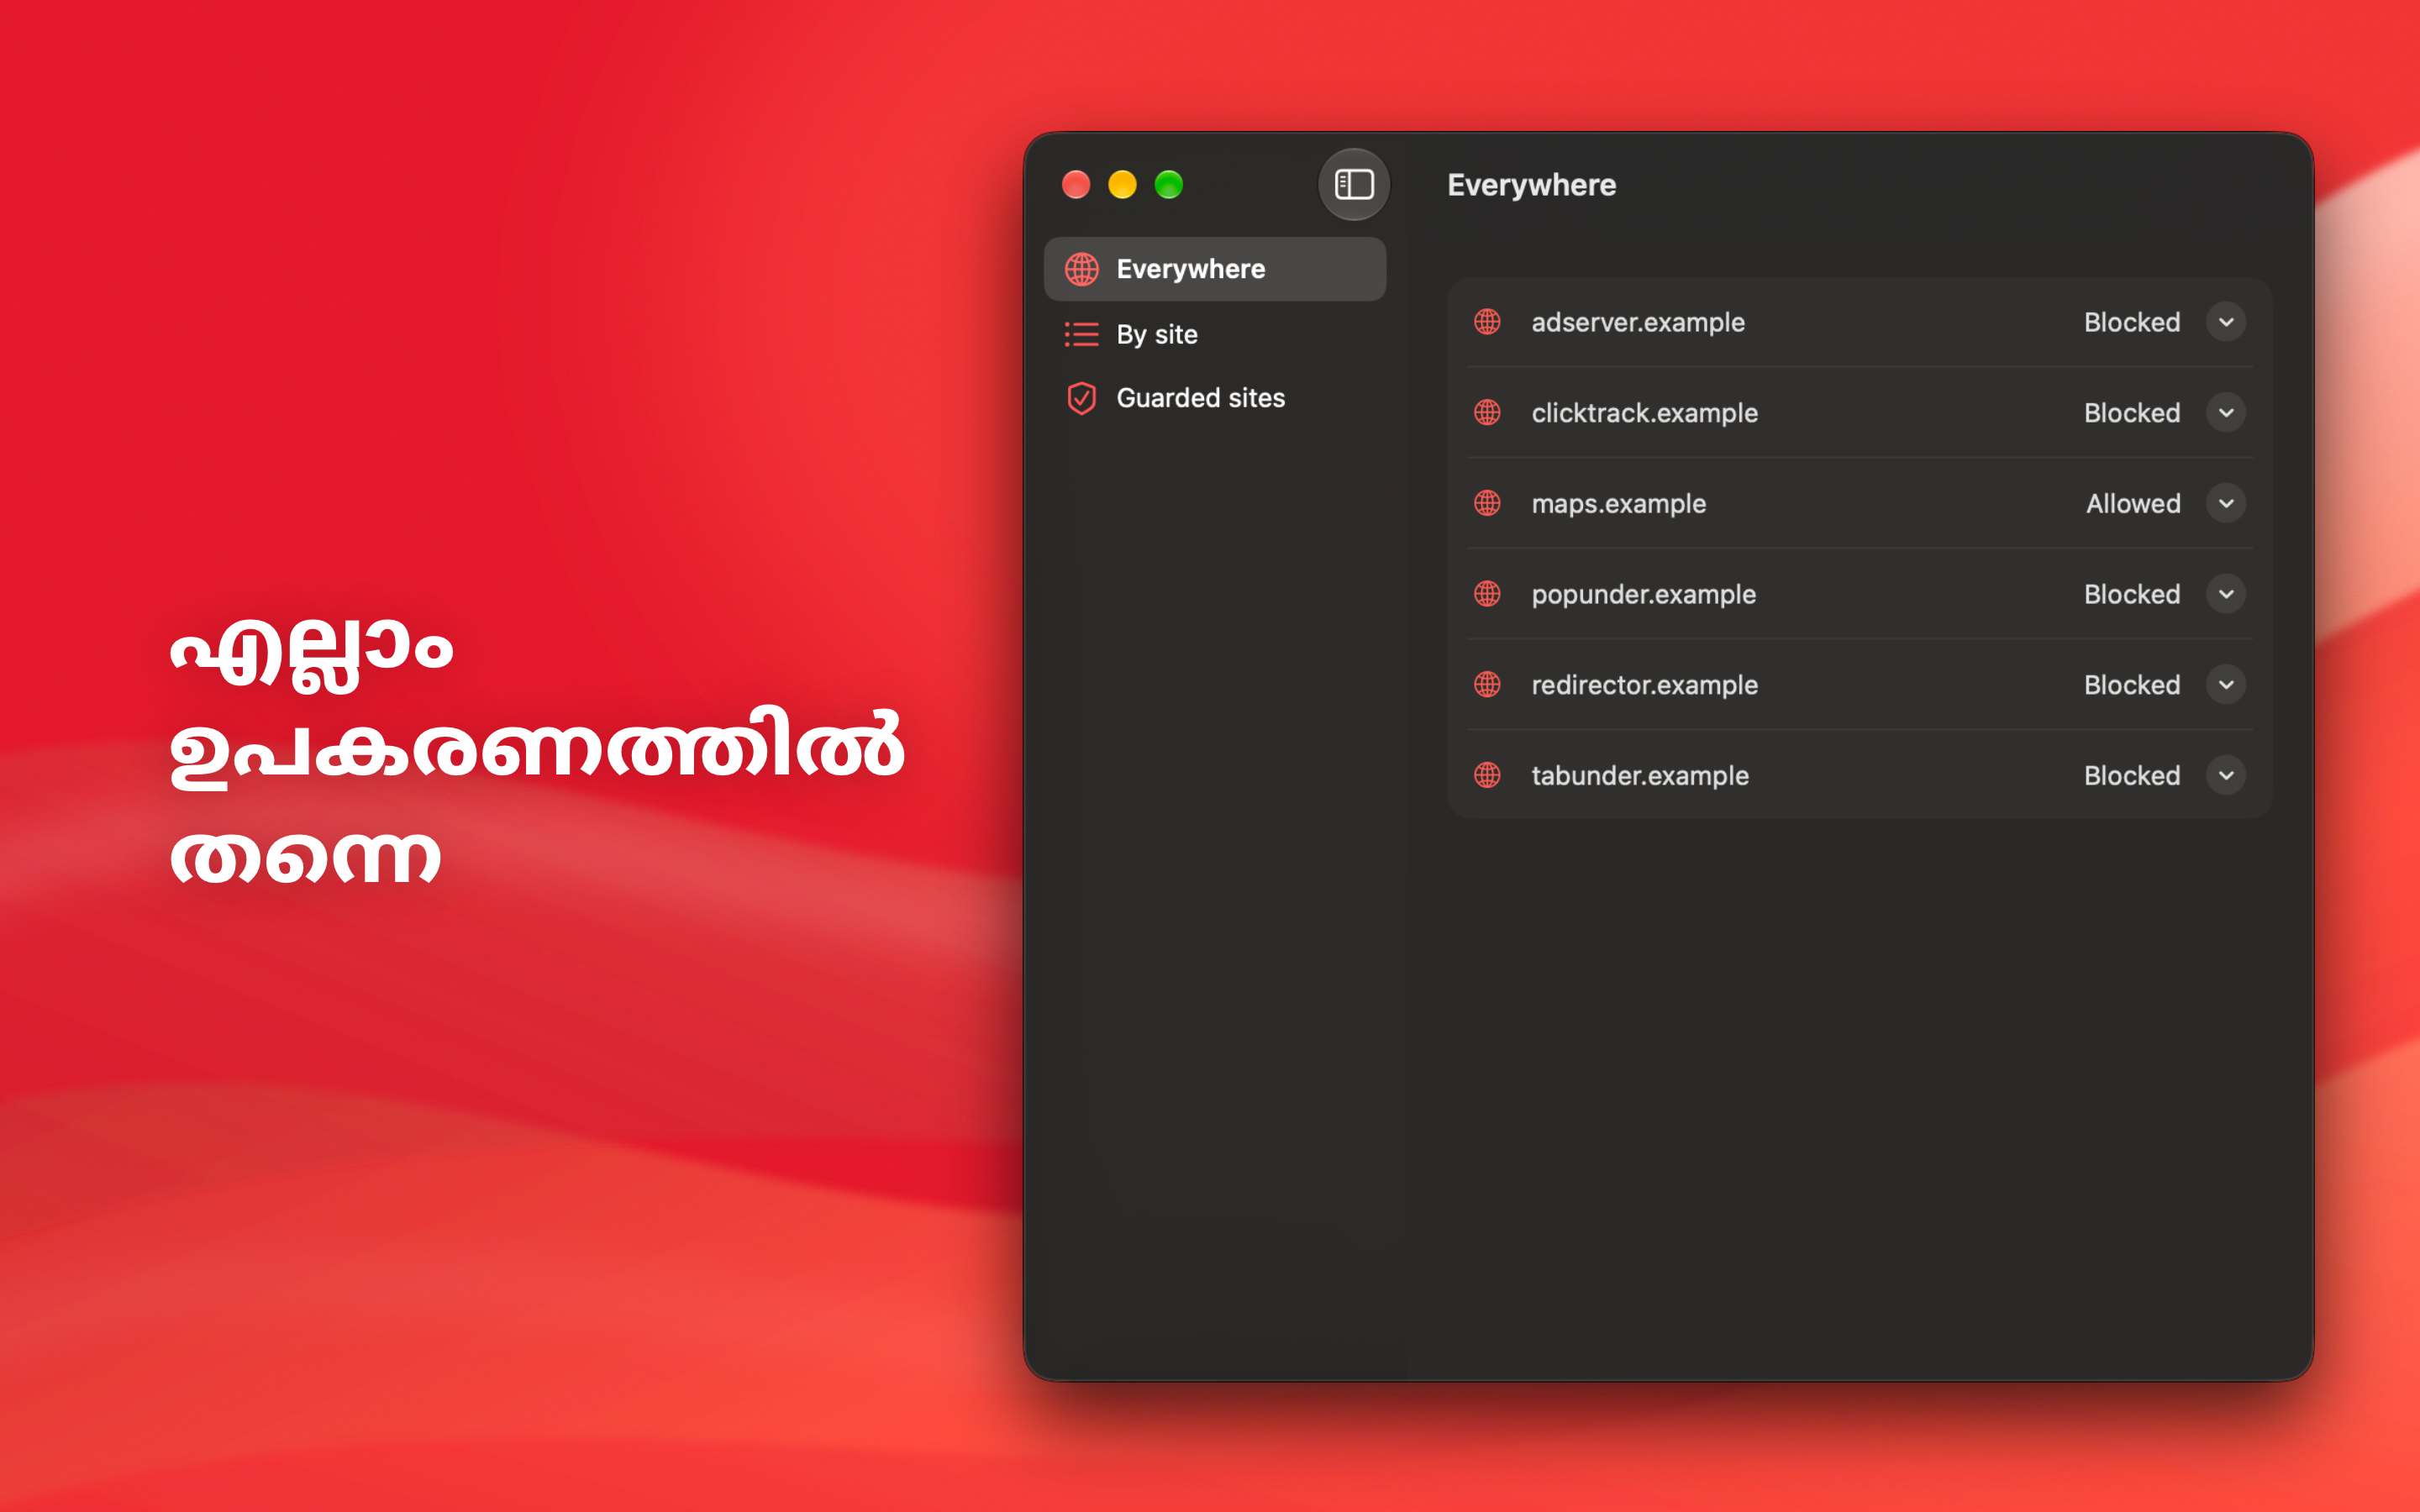 എല്ലാം
ഉപകരണത്തിൽ
തന്നെ
Everywhere
By site
Guarded sites
Everywhere
adserver.example Blocked
clicktrack.example Blocked
maps.example Allowed
popunder.example Blocked
redirector.example Blocked
tabunder.example Blocked